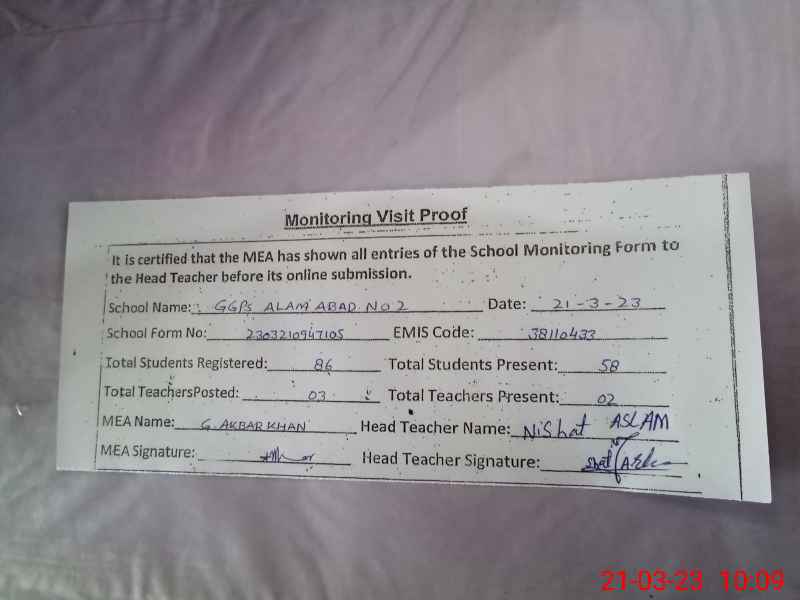 Monitoring Visit Proof
It is certified that the MEA has shown all entries of the School Monitoring Form to
the Head Teacher before its online submission.
School Name: GGPS ALAM ABAD NO 2 Date: 21-3-23
School Form No: 2303210947105 EMIS Code: 38110433
Total Students Registered: 86 Total Students Present: 58
Total TeachersPosted: 03 Total Teachers Present: 02
MEA Name: G. AKBAR KHAN Head Teacher Name: Nishat ASLAM
MEA Signature: Head Teacher Signature:
21-03-23 10:09